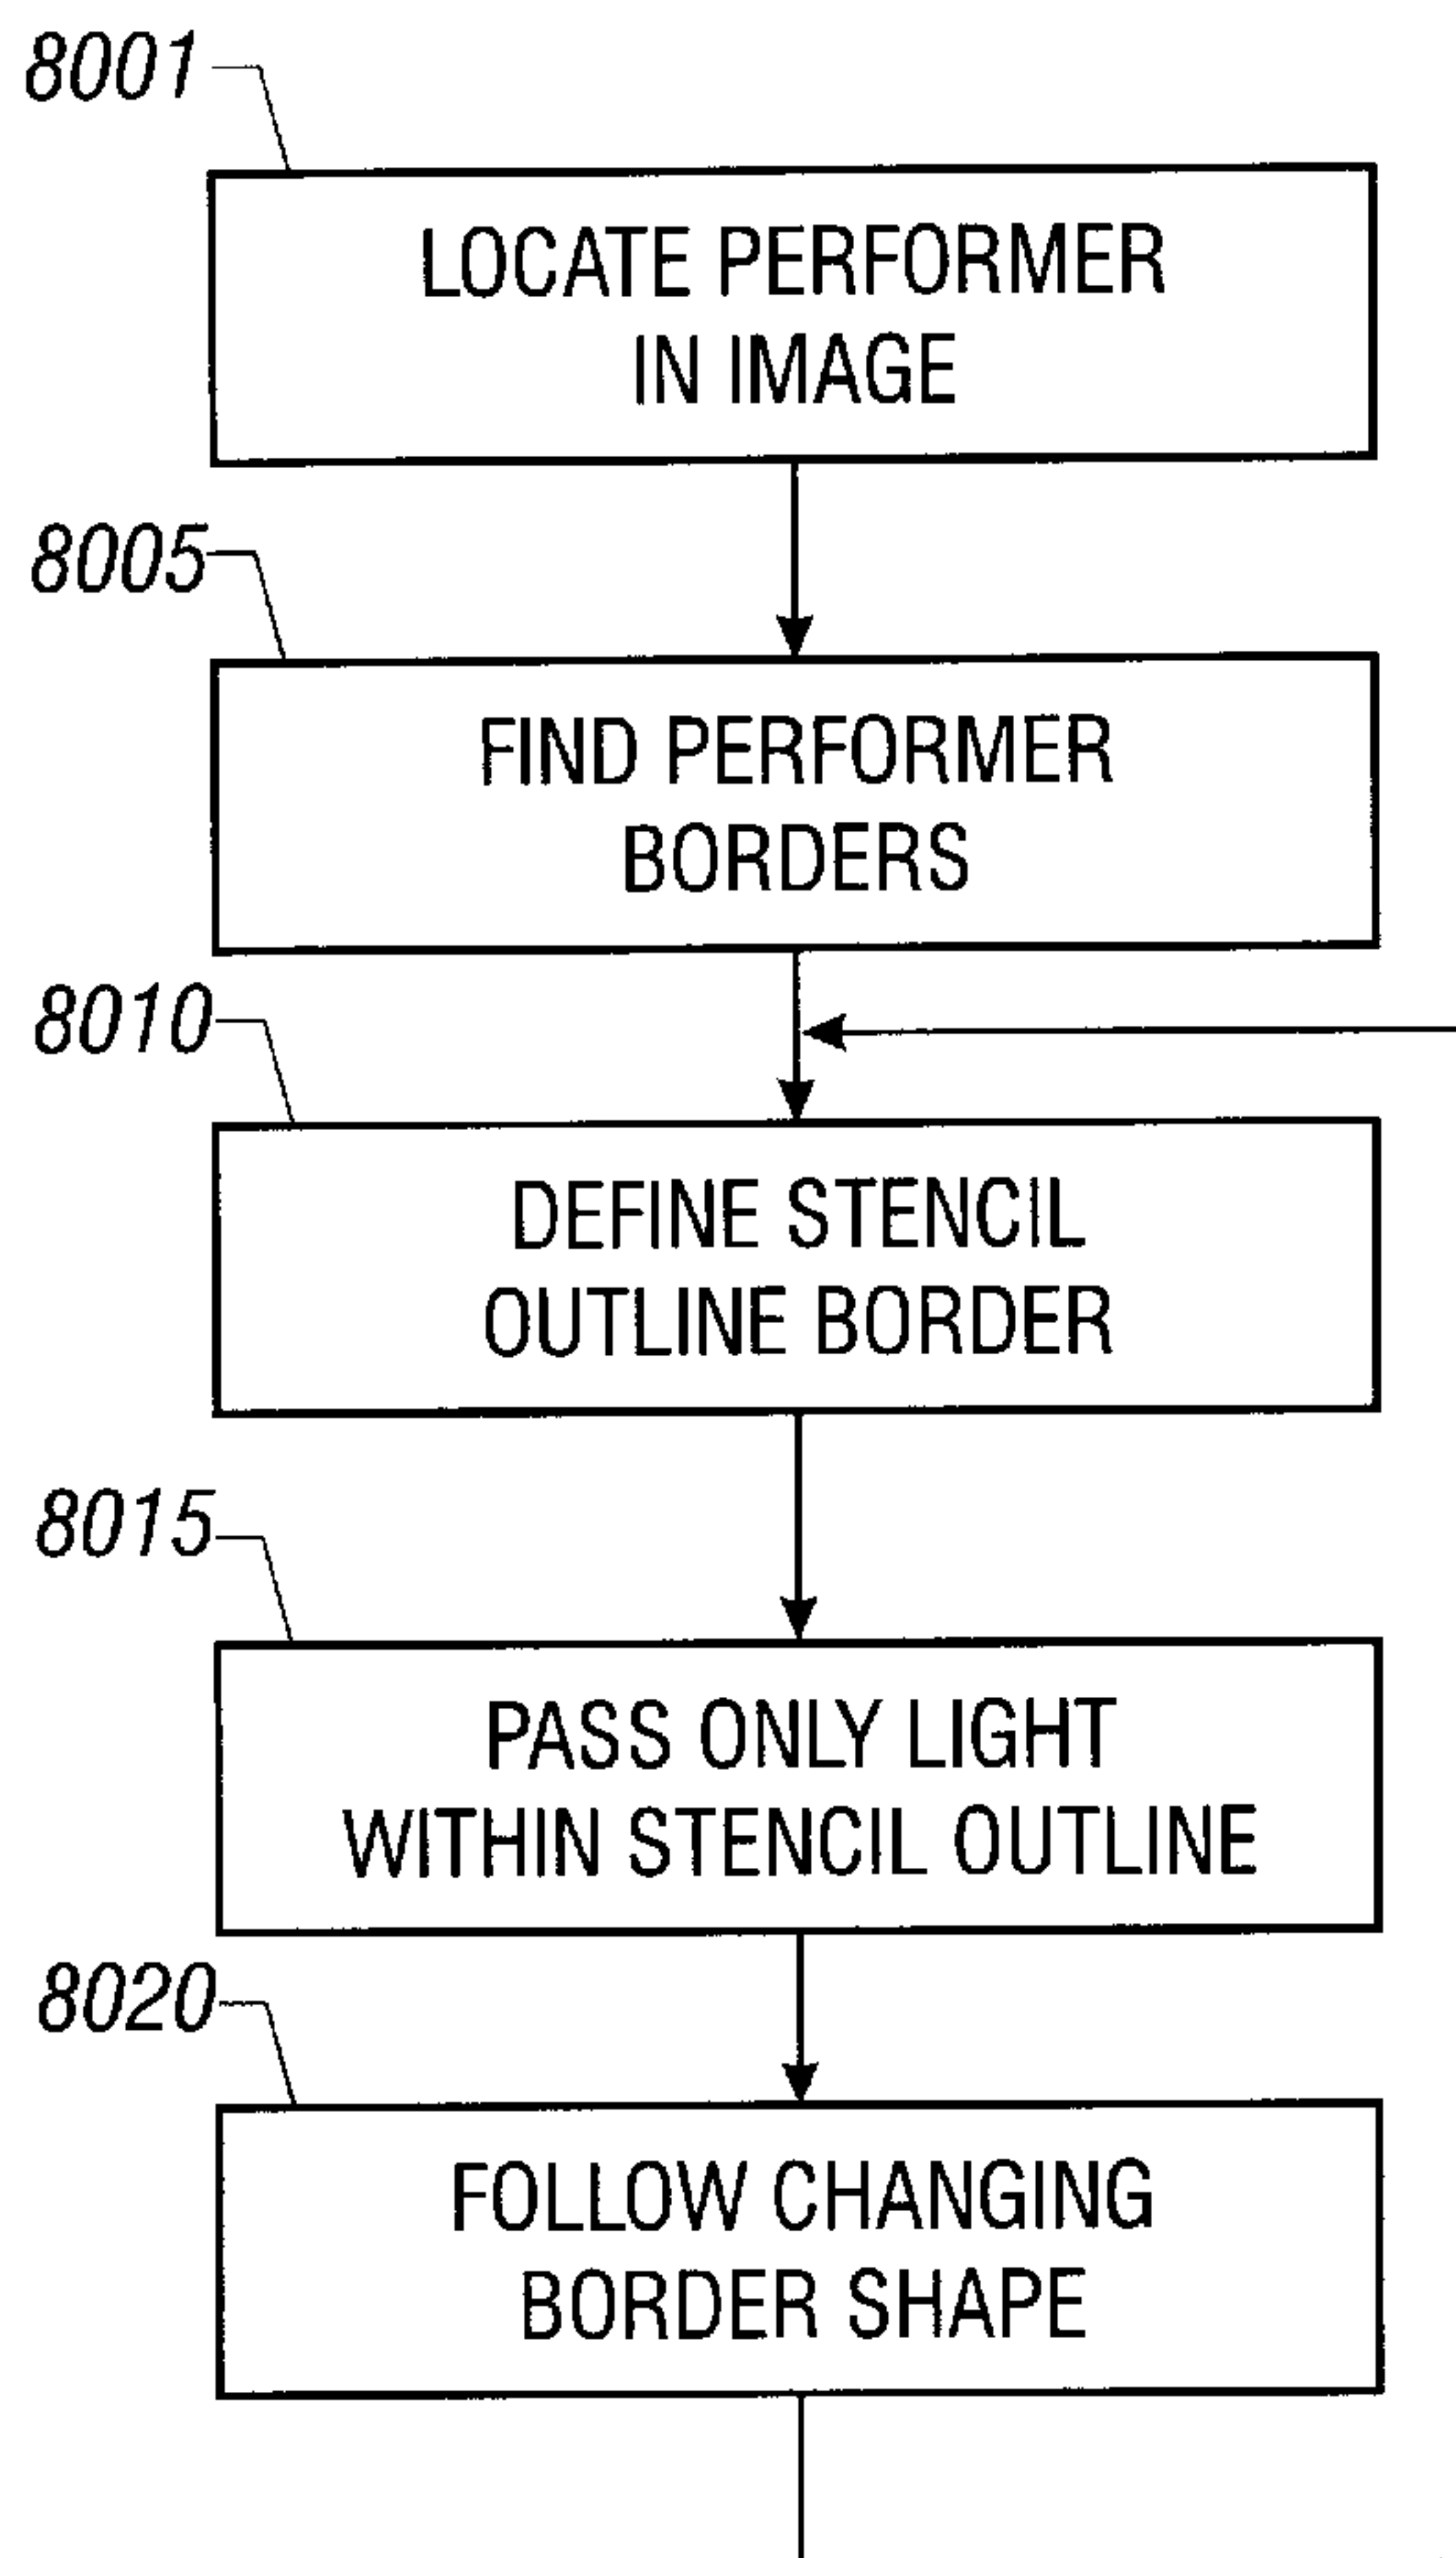 8001
LOCATE PERFORMER
IN IMAGE
8005
FIND PERFORMER
BORDERS
8010
DEFINE STENCIL
OUTLINE BORDER
8015
PASS ONLY LIGHT
WITHIN STENCIL OUTLINE
8020
FOLLOW CHANGING
BORDER SHAPE